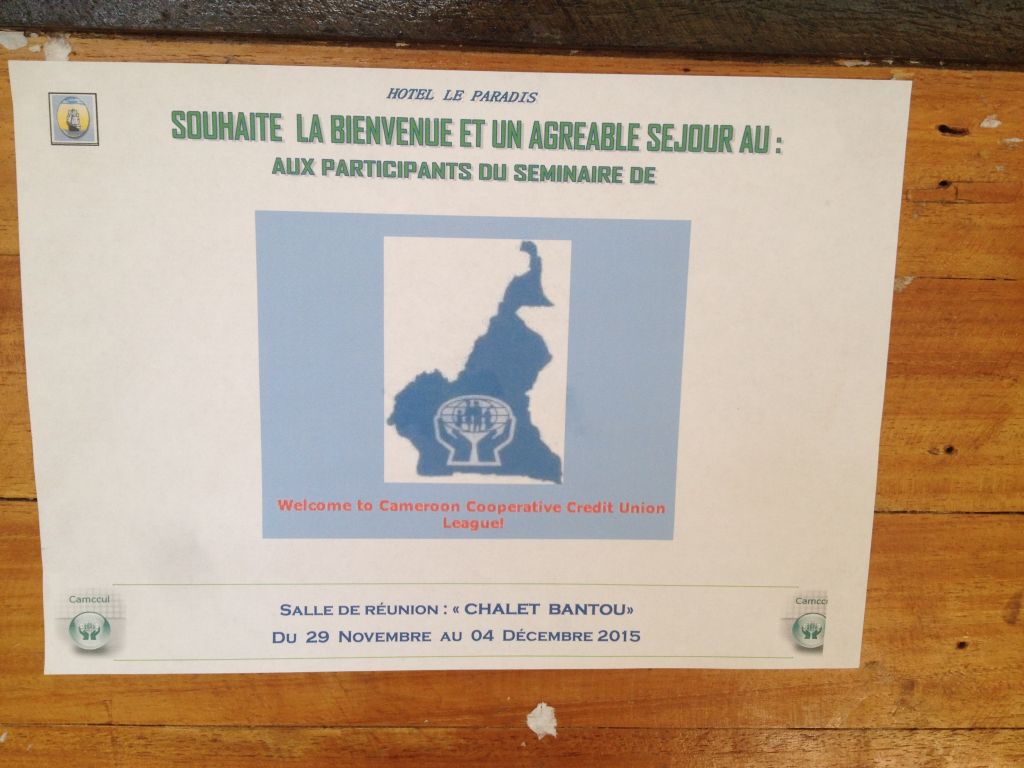 HOTEL LE PARADIS
SOUHAITE LA BIENVENUE ET UN AGREABLE SEJOUR AU :
AUX PARTICIPANTS DU SEMINAIRE DE
Welcome to Cameroon Cooperative Credit Union
League!
Camccul
Camccu
SALLE DE RÉUNION : « CHALET BANTOU»
DU 29 NOVEMBRE AU 04 DÉCEMBRE 2015